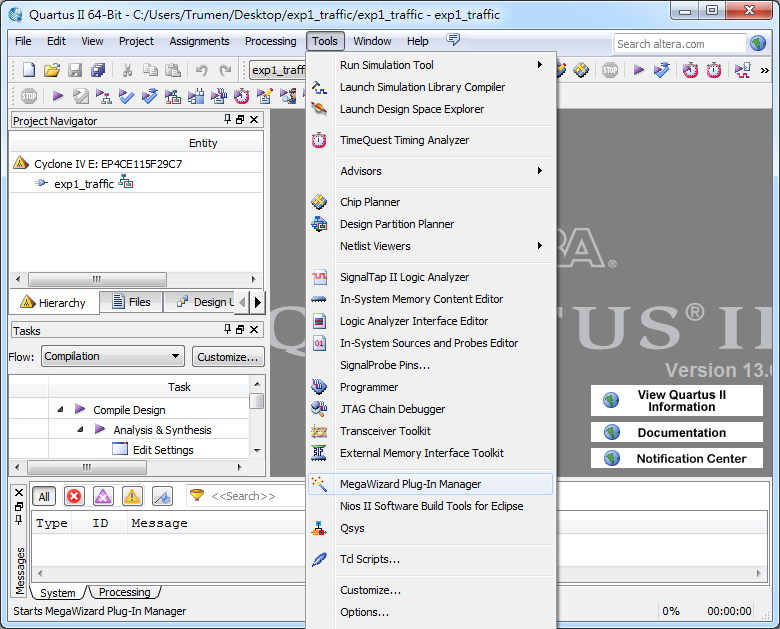 Quartus II 64-Bit - C:/Users/Trumen/Desktop/exp1_traffic/exp1_traffic - exp1_traffic
File Edit View Project Assignments Processing Tools Window Help
Search altera.com
exp1_traff
Project Navigator
Entity
Cyclone IV E: EP4CE115F29C7
exp1_traffic
Hierarchy Files Design U
Tasks
Flow: Compilation Customize...
Task
Compile Design
Analysis & Synthesis
Edit Settings
Run Simulation Tool
Launch Simulation Library Compiler
Launch Design Space Explorer
TimeQuest Timing Analyzer
Advisors
Chip Planner
Design Partition Planner
Netlist Viewers
SignalTap II Logic Analyzer
In-System Memory Content Editor
Logic Analyzer Interface Editor
In-System Sources and Probes Editor
SignalProbe Pins...
Programmer
JTAG Chain Debugger
Transceiver Toolkit
External Memory Interface Toolkit
MegaWizard Plug-In Manager
Nios II Software Build Tools for Eclipse
Qsys
Tcl Scripts...
Customize...
Options...
RA®
Q TUS® II
Version 13.0
View Quartus II
Information
Documentation
Notification Center
All <<Search>>
Type ID Message
Messages
System Processing
Starts MegaWizard Plug-In Manager 0% 00:00:00